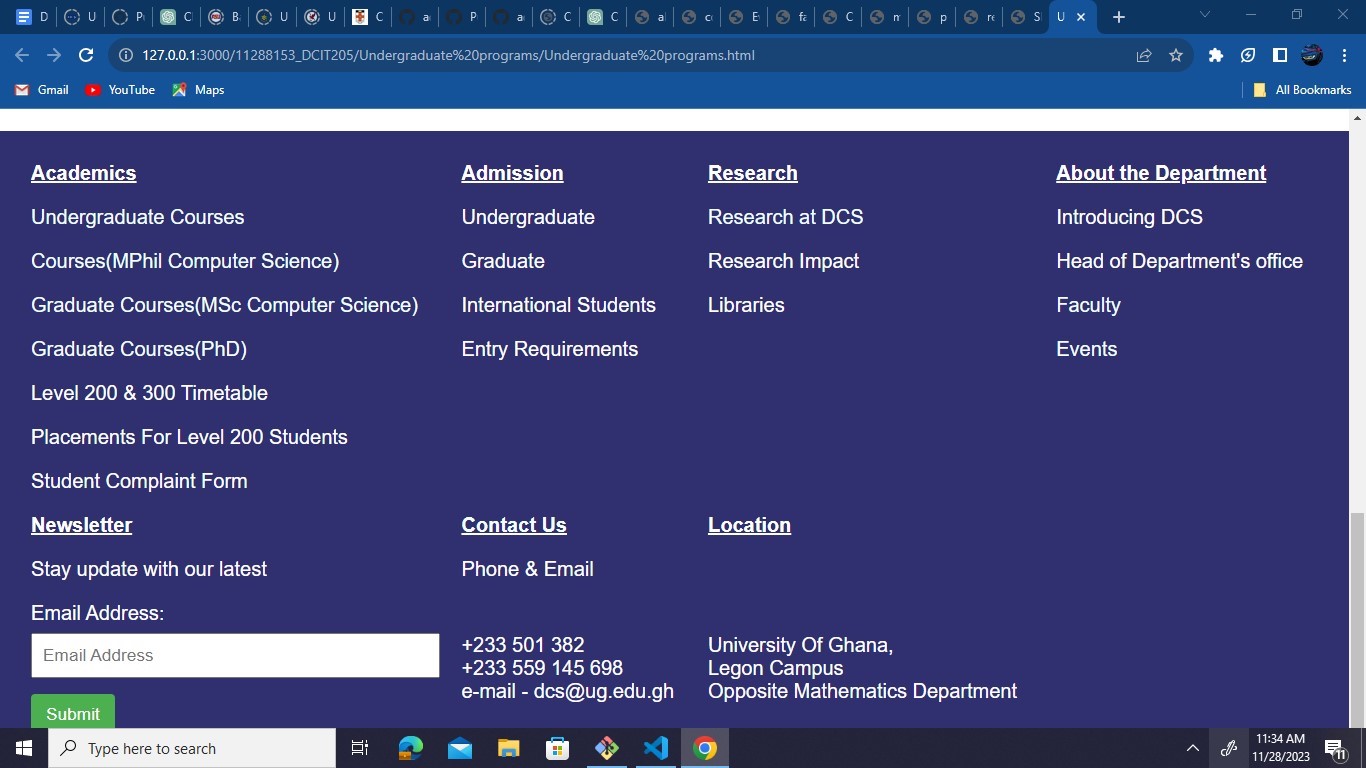 127.0.0.1:3000/11288153_DCIT205/Undergraduate%20programs/Undergraduate%20programs.html
Gmail YouTube Maps All Bookmarks
Academics
Undergraduate Courses
Courses(MPhil Computer Science)
Graduate Courses(MSc Computer Science)
Graduate Courses(PhD)
Level 200 & 300 Timetable
Placements For Level 200 Students
Student Complaint Form
Admission
Undergraduate
Graduate
International Students
Entry Requirements
Research
Research at DCS
Research Impact
Libraries
About the Department
Introducing DCS
Head of Department's office
Faculty
Events
Newsletter
Stay update with our latest
Email Address:
Email Address
Submit
Contact Us
Phone & Email
+233 501 382
+233 559 145 698
e-mail - dcs@ug.edu.gh
Location
University Of Ghana,
Legon Campus
Opposite Mathematics Department
Type here to search
11:34 AM
11/28/2023
11